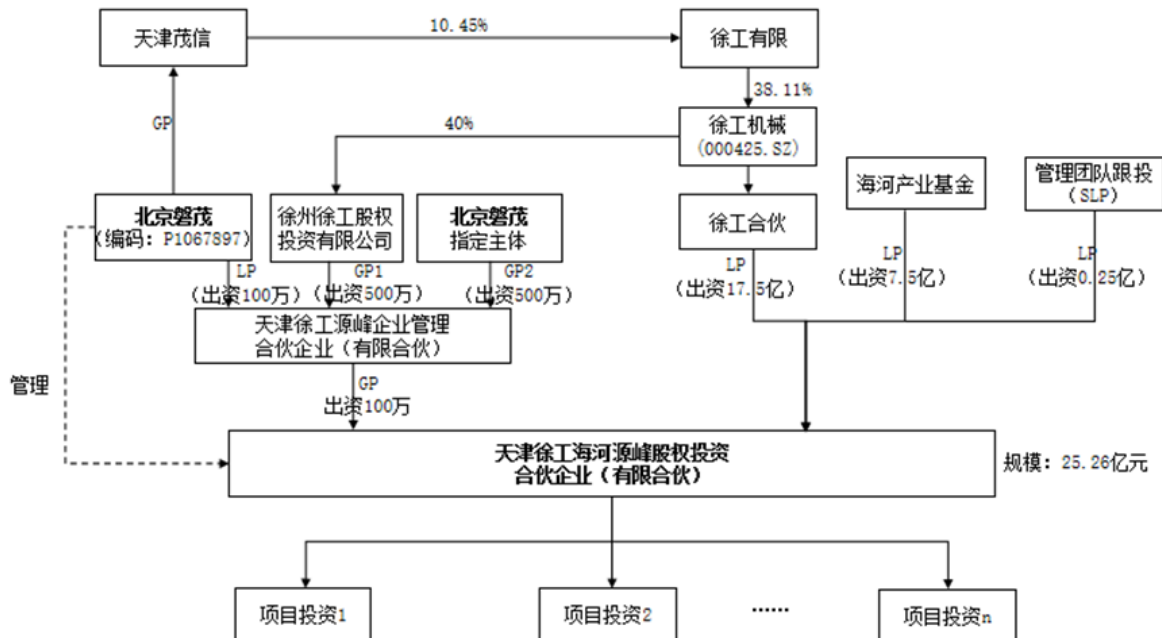 天津茂信
10.45%
徐工有限
38.11%
GP
40%
徐工机械
(000425.SZ)
海河产业基金
管理团队跟投
(SLP)
北京磐茂
(编码：P1067897)
徐州徐工股权
投资有限公司
北京磐茂
指定主体
徐工合伙
LP
(出资100万)
GP1
(出资500万)
GP2
(出资500万)
LP
(出资17.5亿)
LP
(出资7.5亿)
LP
(出资0.25亿)
天津徐工源峰企业管理
合伙企业（有限合伙）
管理
GP
出资100万
天津徐工海河源峰股权投资
合伙企业（有限合伙）
规模：25.26亿元
项目投资1
项目投资2
......
项目投资n